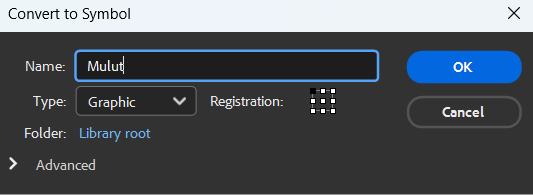 Convert to Symbol
Name: Mulut
OK
Type: Graphic Registration:
Cancel
Folder: Library root
Advanced